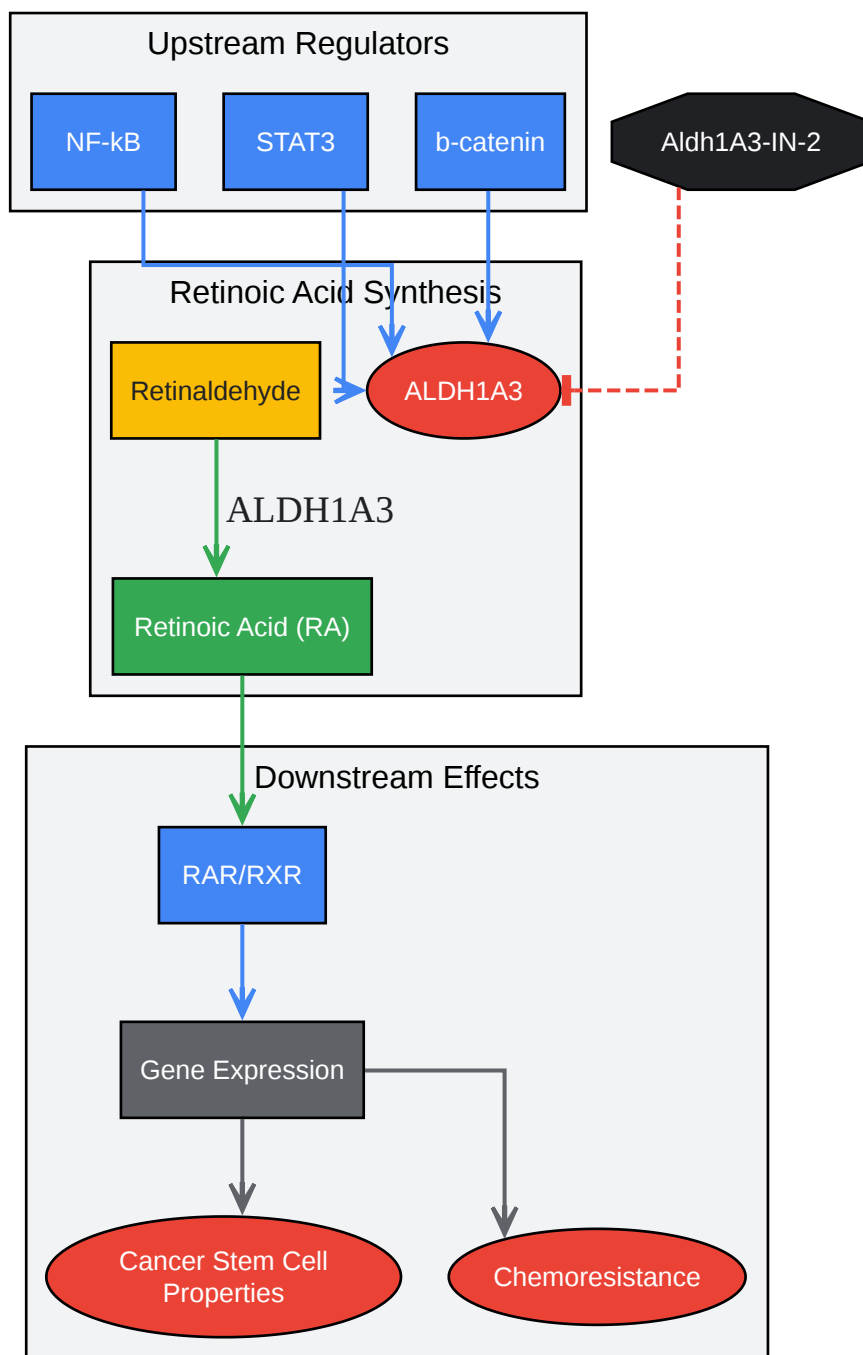 Upstream Regulators
NF-kB
STAT3
b-catenin
Aldh1A3-IN-2
Retinoic Acid Synthesis
Retinaldehyde
ALDH1A3
ALDH1A3
Retinoic Acid (RA)
Downstream Effects
RAR/RXR
Gene Expression
Cancer Stem Cell
Properties
Chemoresistance